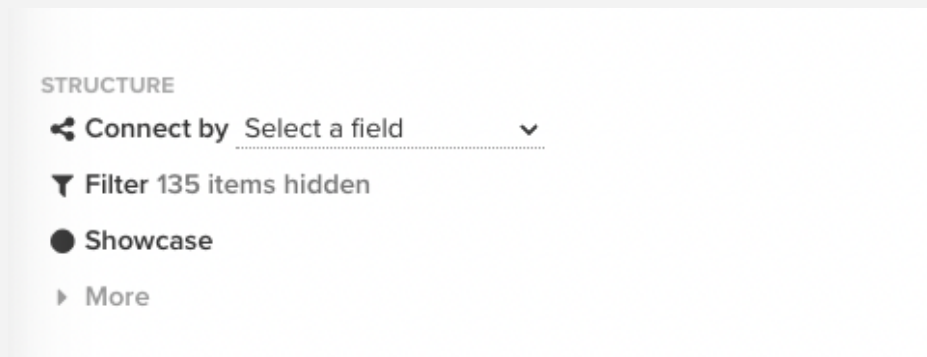 STRUCTURE
Connect by Select a field
Filter 135 items hidden
Showcase
More